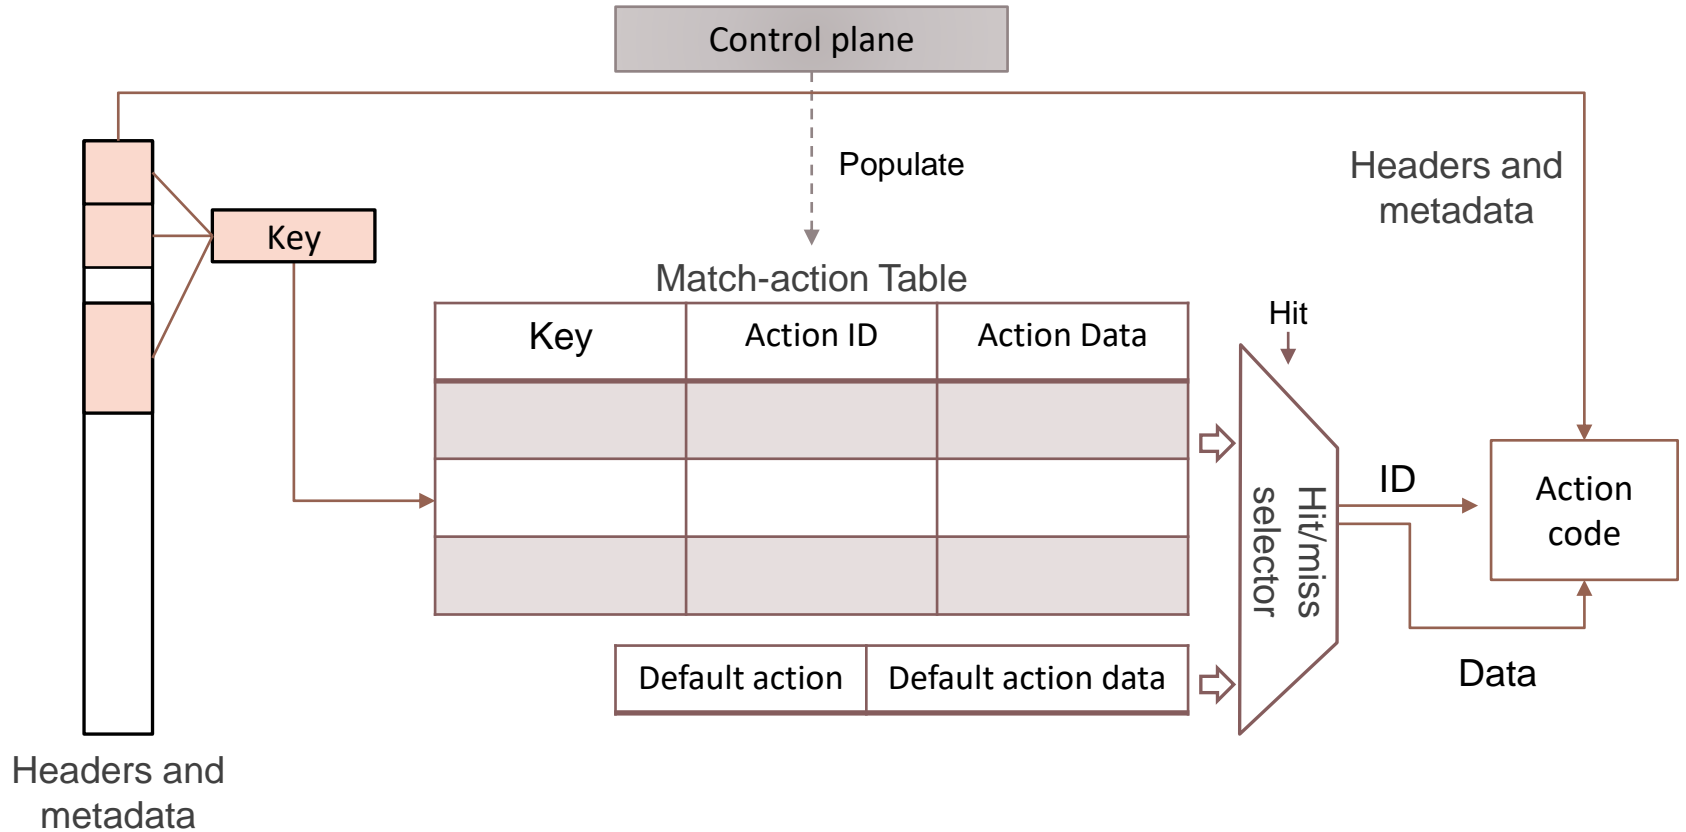 Control plane
Populate
Headers and
metadata
Key
Match-action Table
Key
Action ID
Action Data
Hit
Hit/miss
selector
ID
Action
code
Default action
Default action data
Data
Headers and
metadata